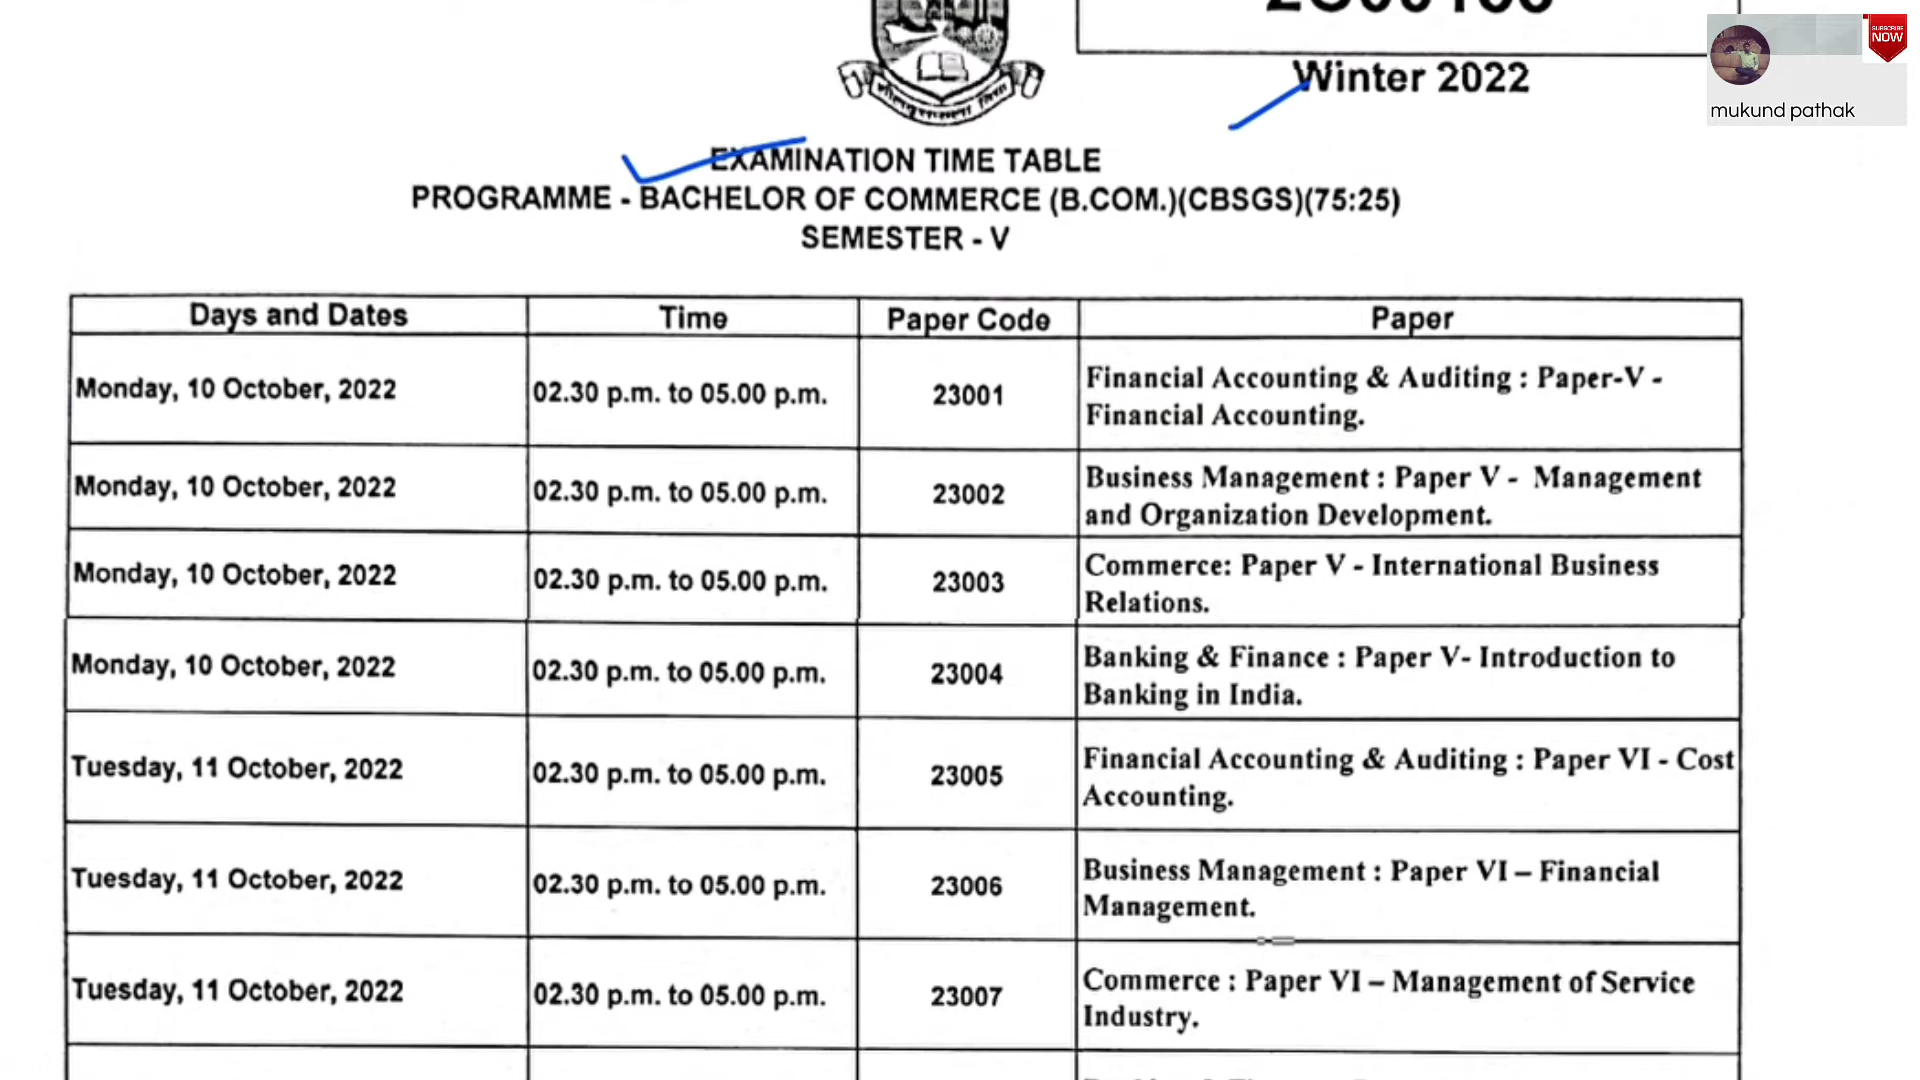 Winter 2022
SUBSCRIBE
NOW
mukund pathak
EXAMINATION TIME TABLE
PROGRAMME - BACHELOR OF COMMERCE (B.COM.)(CBSGS)(75:25)
SEMESTER - V
Days and Dates Time Paper Code Paper
Monday, 10 October, 2022 02.30 p.m. to 05.00 p.m. 23001 Financial Accounting & Auditing : Paper-V -
Financial Accounting.
Monday, 10 October, 2022 02.30 p.m. to 05.00 p.m. 23002 Business Management : Paper V - Management
and Organization Development.
Monday, 10 October, 2022 02.30 p.m. to 05.00 p.m. 23003 Commerce: Paper V - International Business
Relations.
Monday, 10 October, 2022 02.30 p.m. to 05.00 p.m. 23004 Banking & Finance : Paper V- Introduction to
Banking in India.
Tuesday, 11 October, 2022 02.30 p.m. to 05.00 p.m. 23005 Financial Accounting & Auditing : Paper VI - Cost
Accounting.
Tuesday, 11 October, 2022 02.30 p.m. to 05.00 p.m. 23006 Business Management : Paper VI – Financial
Management.
Tuesday, 11 October, 2022 02.30 p.m. to 05.00 p.m. 23007 Commerce : Paper VI – Management of Service
Industry.